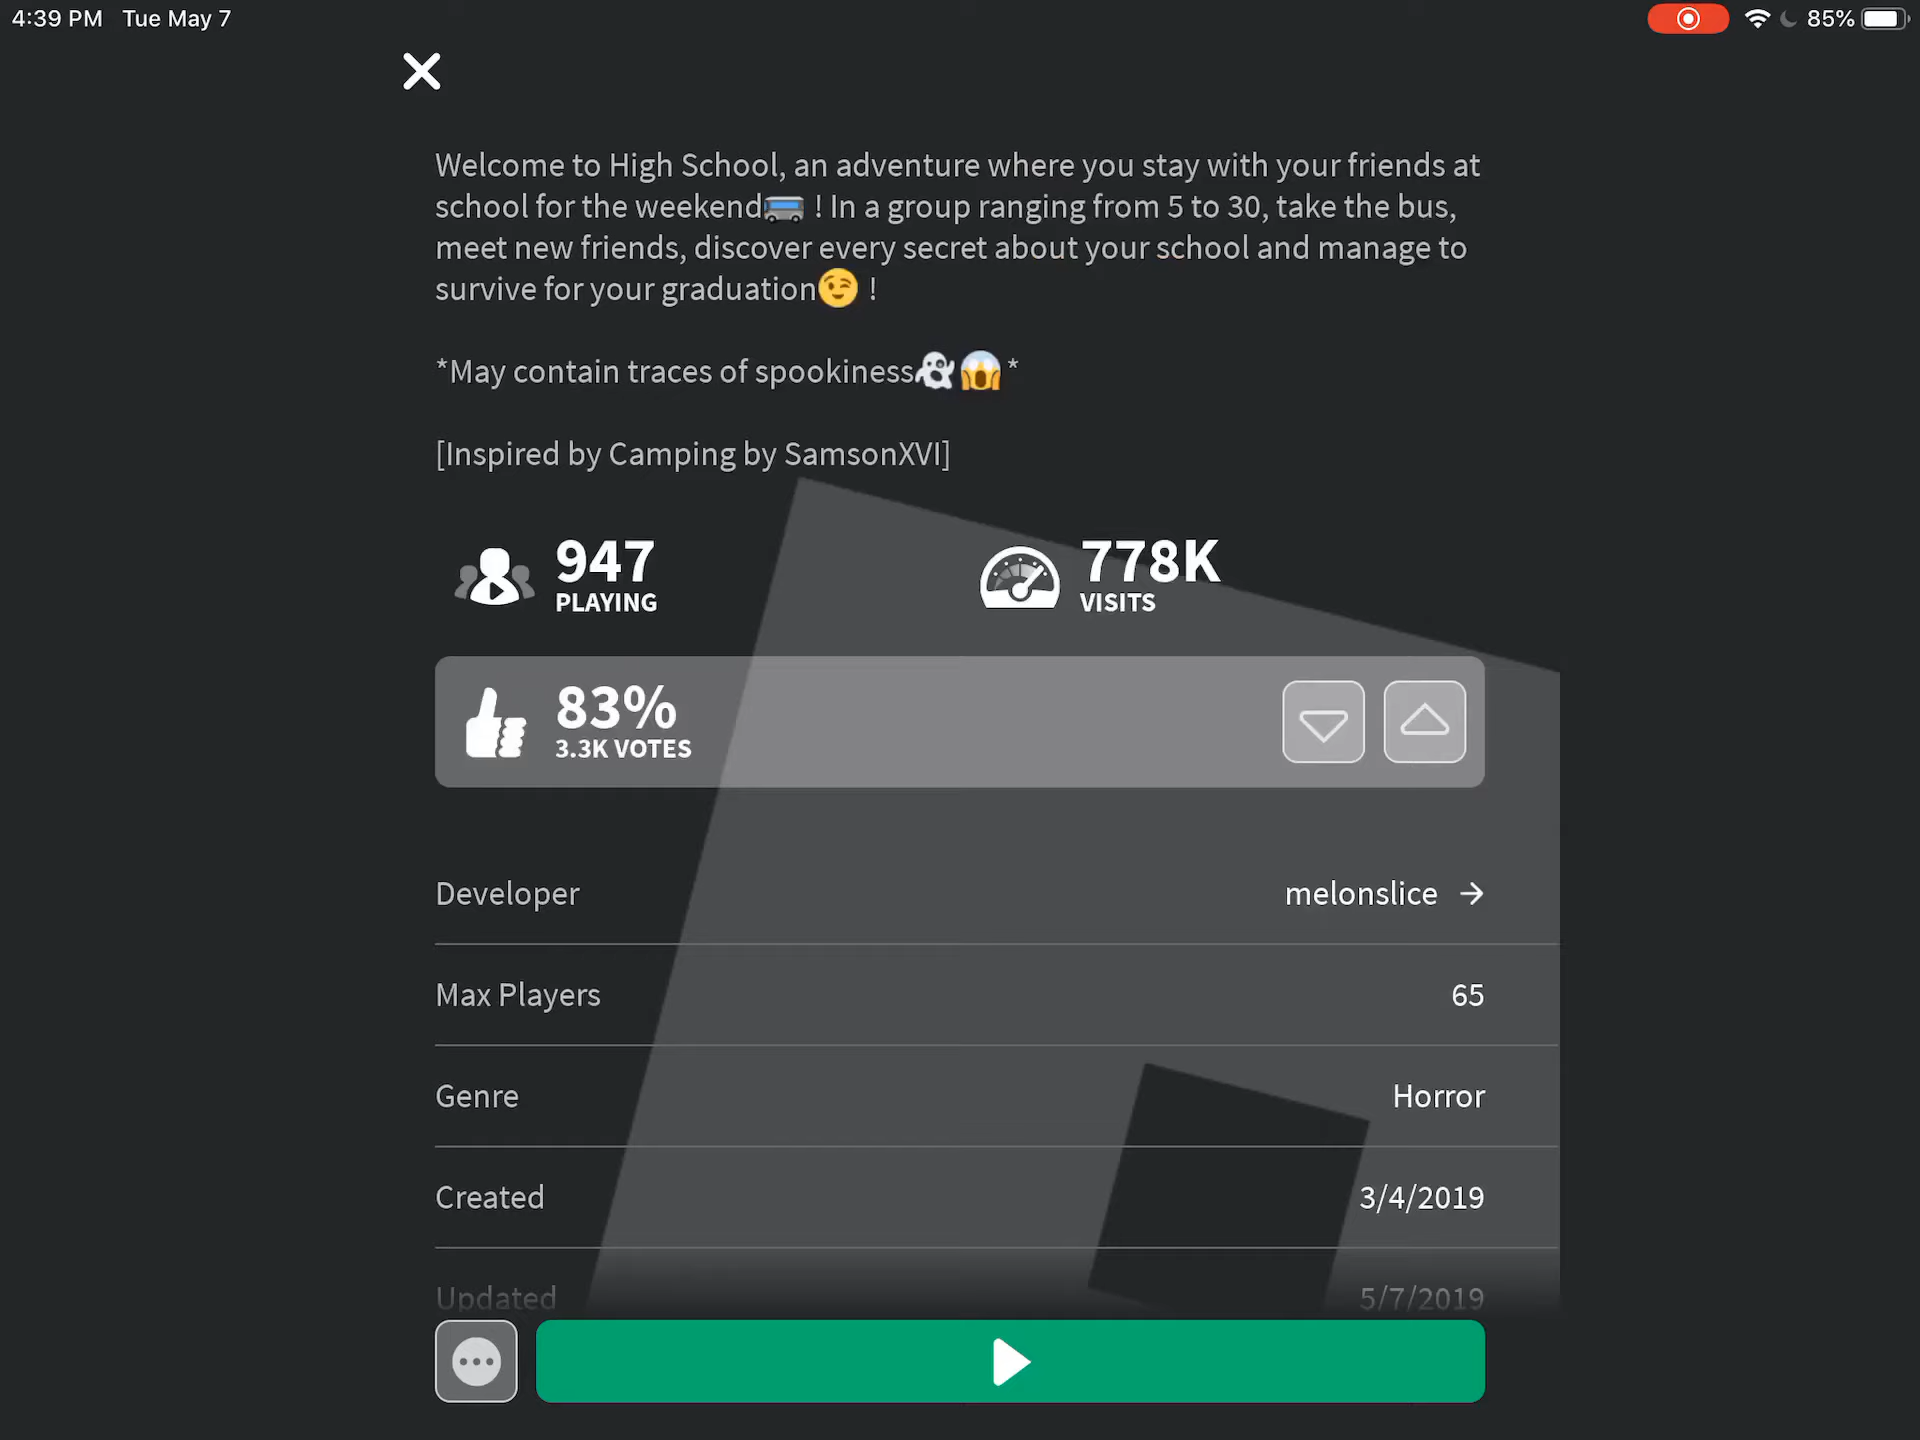 4:39 PM Tue May 7
85%
Welcome to High School, an adventure where you stay with your friends at
school for the weekend🚌 ! In a group ranging from 5 to 30, take the bus,
meet new friends, discover every secret about your school and manage to
survive for your graduation😉 !
*May contain traces of spookiness👻😱*
[Inspired by Camping by SamsonXVI]
947
PLAYING
778K
VISITS
83%
3.3K VOTES
Developer melonslice →
Max Players 65
Genre Horror
Created 3/4/2019
Updated 5/7/2019